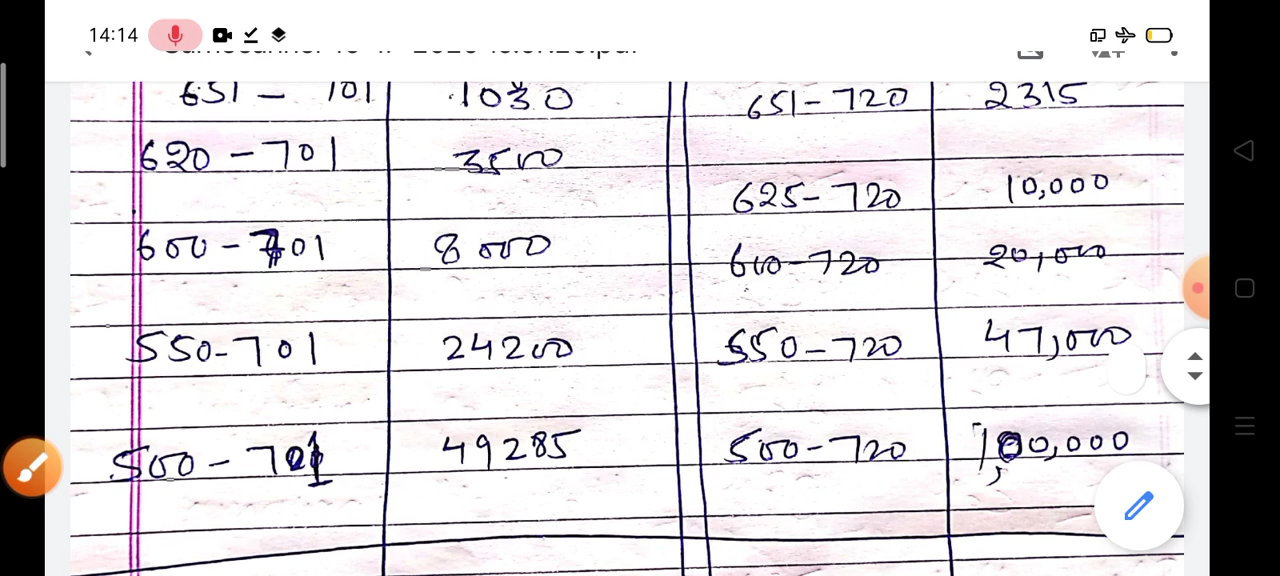 14:14
651 - 701 1030 651-720 2315
620 - 701 3500
625- 720 10,000
600 - 701 8000 600-720 20,000
550-701 24200 550-720 47,000
500 - 701 49285 500-720 100,000